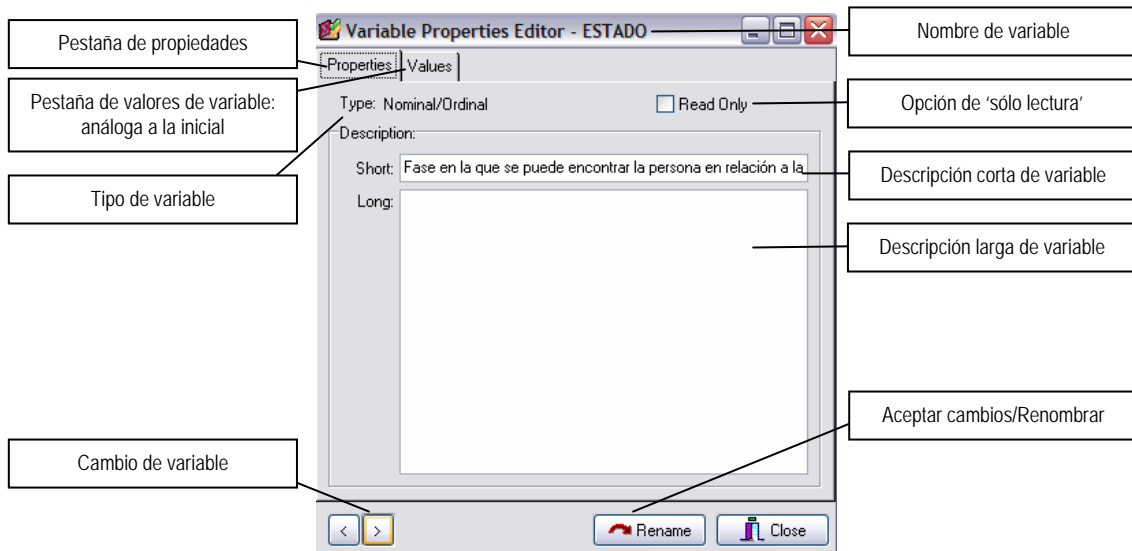 Pestaña de propiedades
Pestaña de valores de variable:
análoga a la inicial
Tipo de variable
Cambio de variable
Variable Properties Editor - ESTADO
Properties
Values
Type: Nominal/Ordinal
Read Only
Description:
Short: Fase en la que se puede encontrar la persona en relación a la
Long:
<
>
Rename
Close
Nombre de variable
Opción de ‘sólo lectura’
Descripción corta de variable
Descripción larga de variable
Aceptar cambios/Renombrar